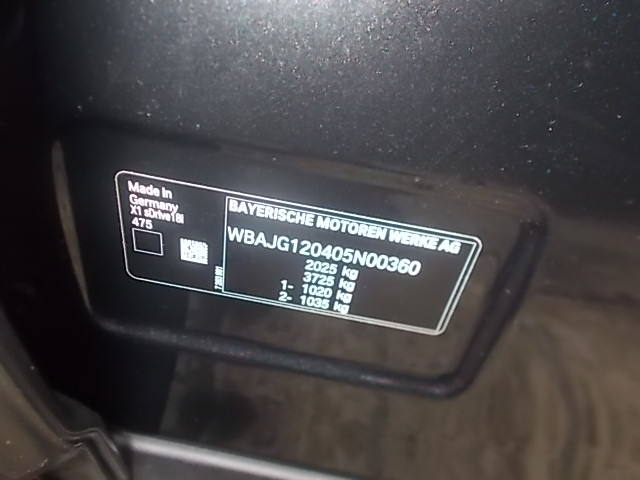 Made in
Germany
X1 sDrive18i
475
BAYERISCHE MOTOREN WERKE AG
WBAJG120405N00360
2025 kg
3725 kg
1- 1020 kg
2- 1035 kg